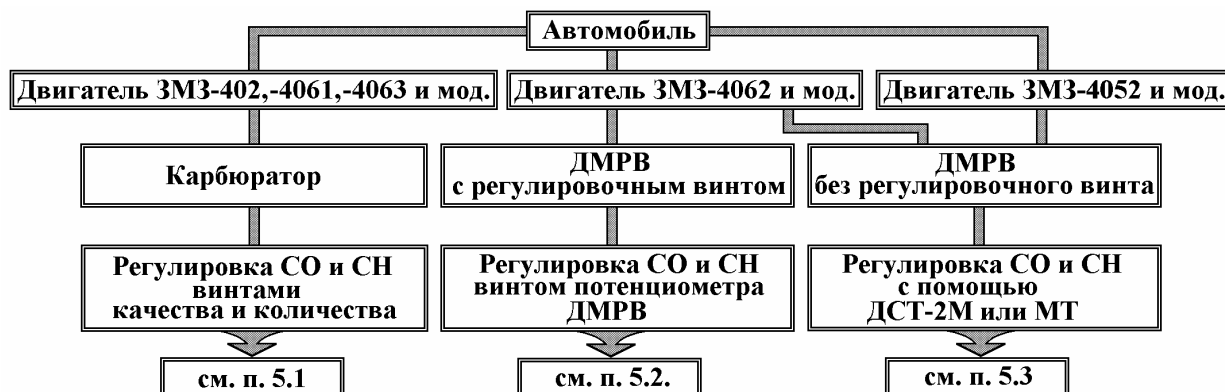 Автомобиль
Двигатель ЗМЗ-402,-4061,-4063 и мод.
Двигатель ЗМЗ-4062 и мод.
Двигатель ЗМЗ-4052 и мод.
Карбюратор
ДМРВ
с регулировочным винтом
ДМРВ
без регулировочного винта
Регулировка СО и СН
винтами
качества и количества
Регулировка СО и СН
винтом потенциометра
ДМРВ
Регулировка СО и СН
с помощью
ДСТ-2М или МТ
см. п. 5.1
см. п. 5.2.
см. п. 5.3